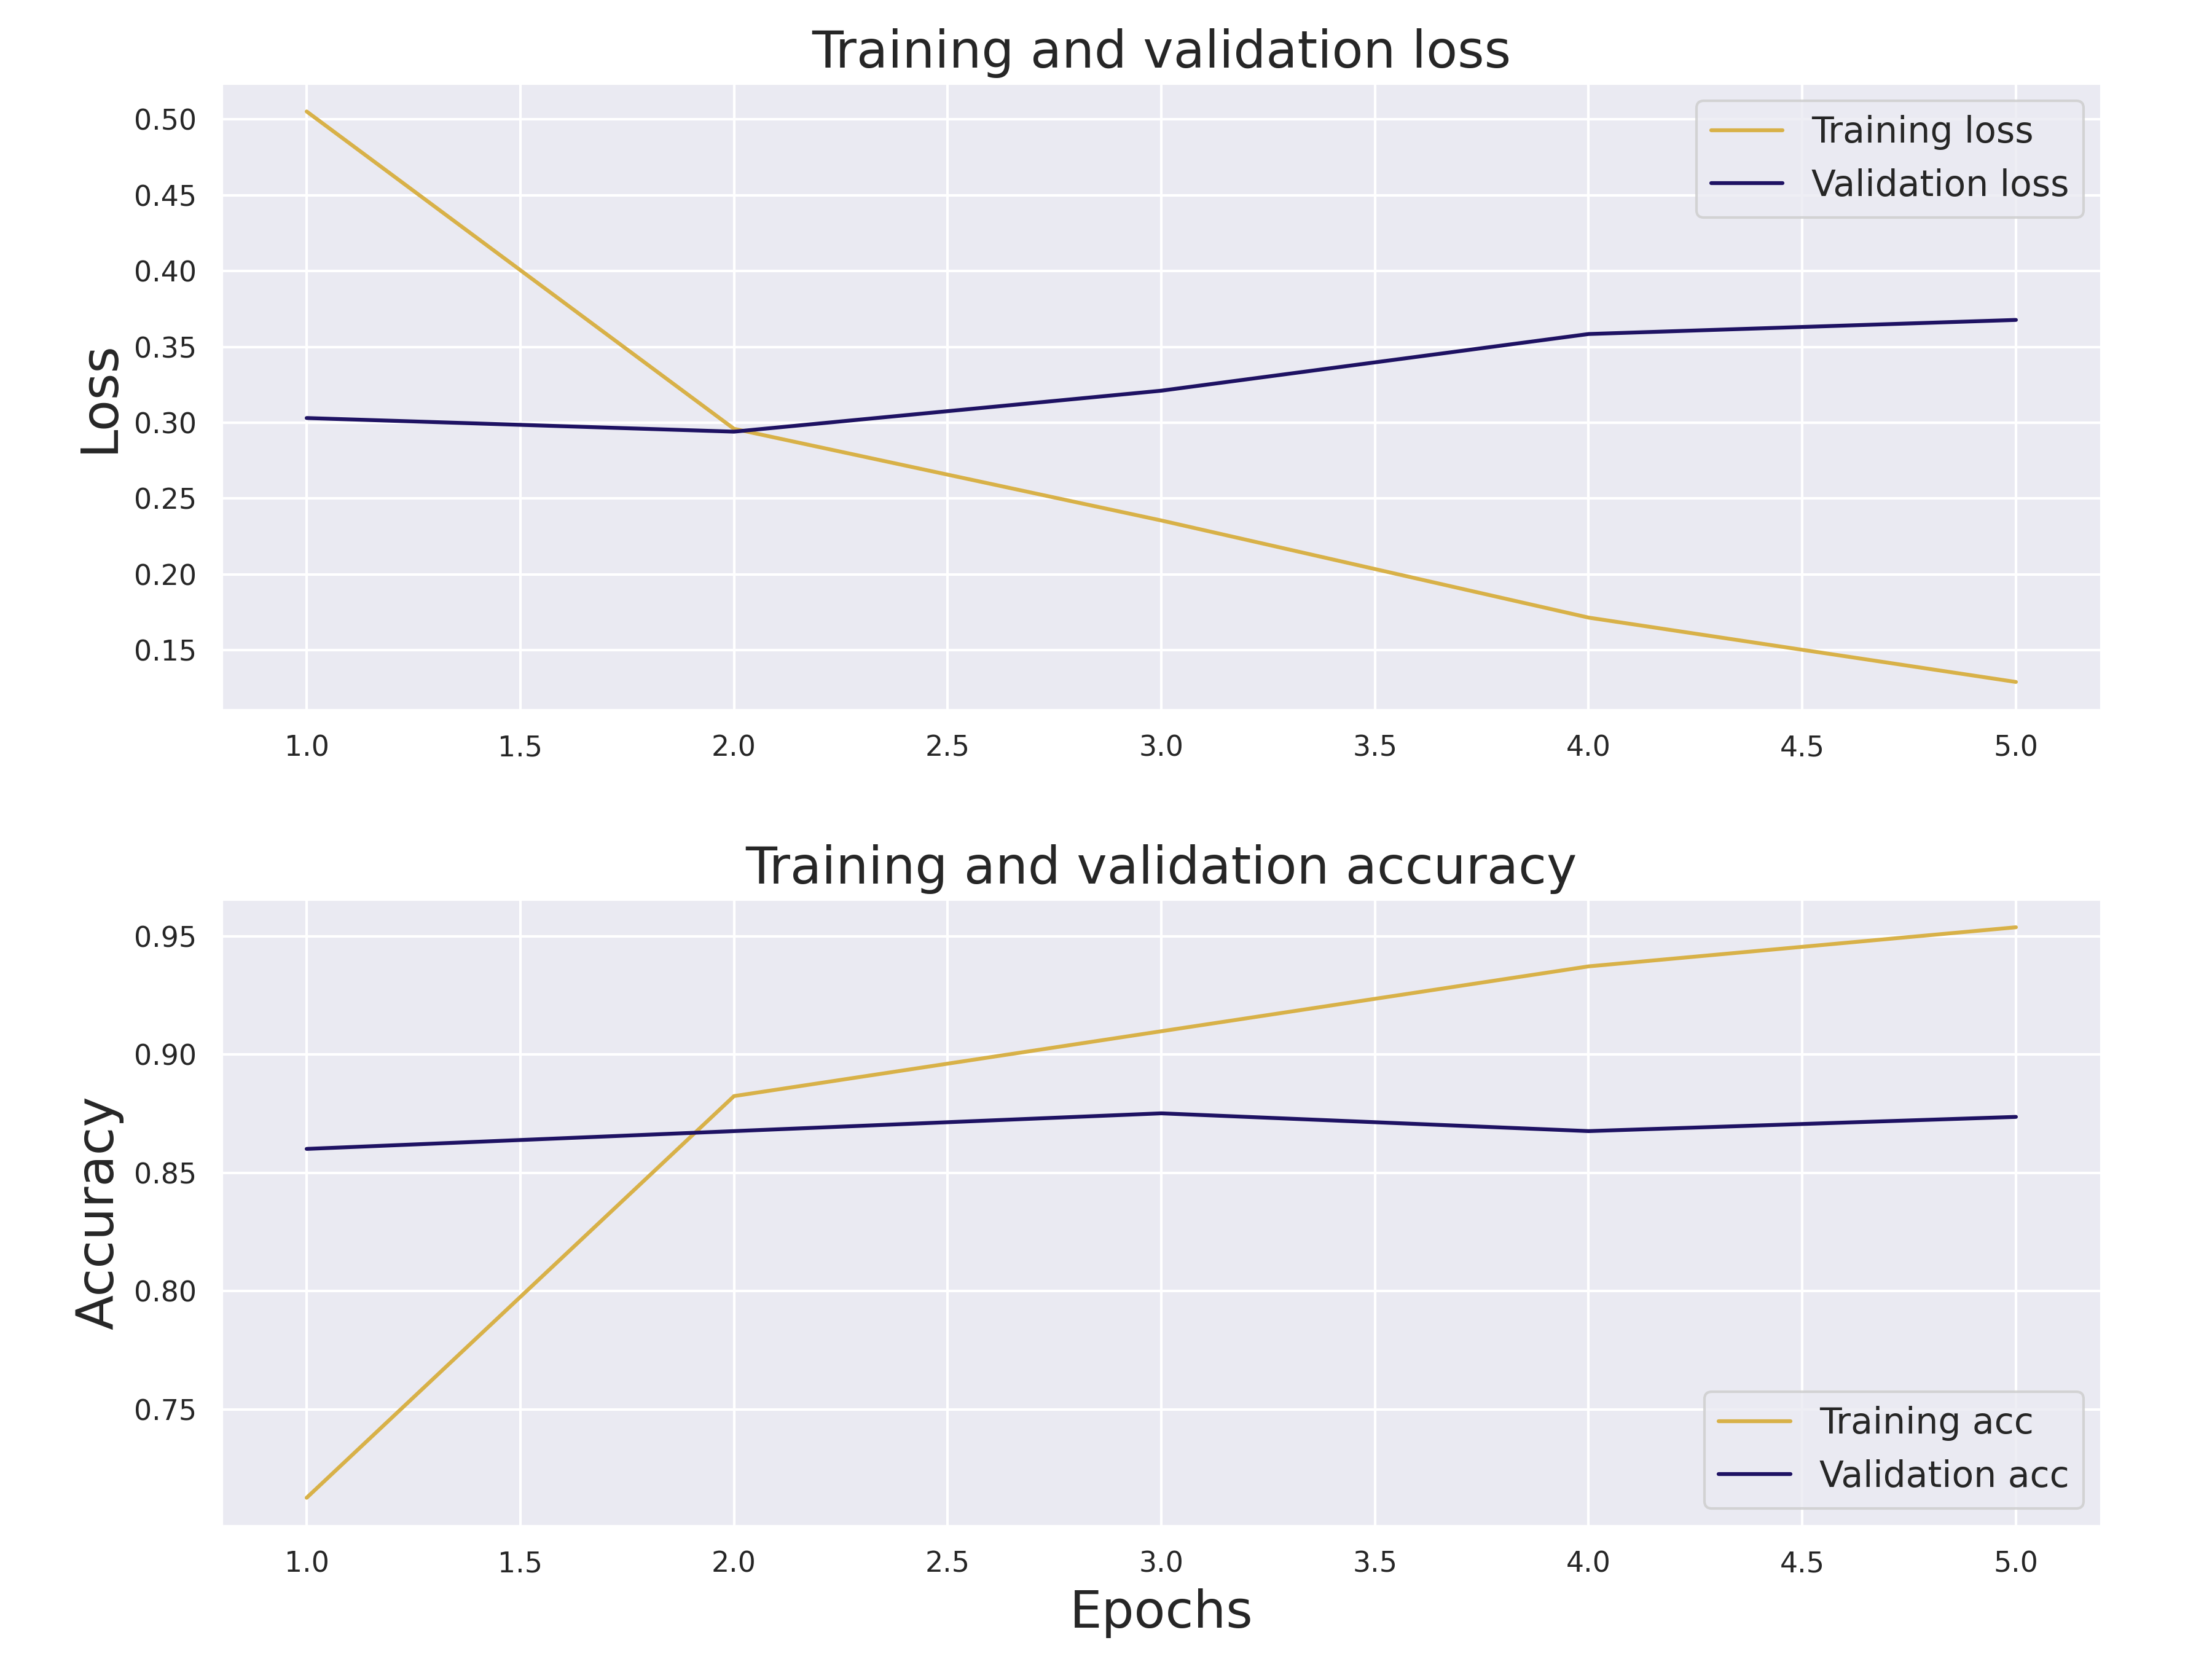 Training and validation loss
0.50
0.45
0.40
0.35
0.30
0.25
0.20
0.15
Loss
Training loss
Validation loss
1.0 1.5 2.0 2.5 3.0 3.5 4.0 4.5 5.0
Training and validation accuracy
0.95
0.90
0.85
0.80
0.75
Accuracy
Training acc
Validation acc
1.0 1.5 2.0 2.5 3.0 3.5 4.0 4.5 5.0
Epochs